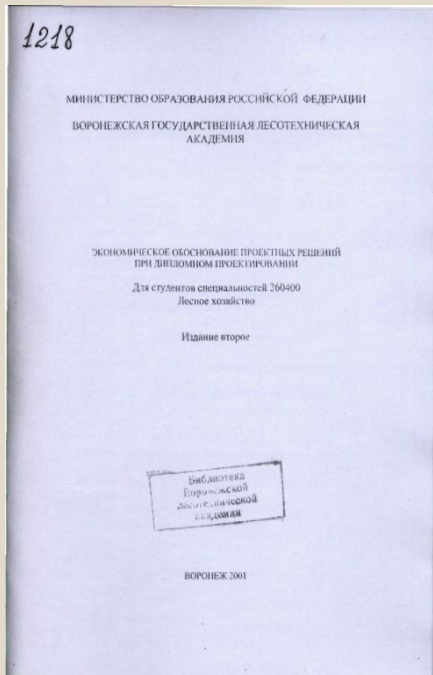 1218
МИНИСТЕРСТВО ОБРАЗОВАНИЯ РОССИЙСКОЙ ФЕДЕРАЦИИ
ВОРОНЕЖСКАЯ ГОСУДАРСТВЕННАЯ ЛЕСОТЕХНИЧЕСКАЯ
АКАДЕМИЯ
ЭКОНОМИЧЕСКОЕ ОБОСНОВАНИЕ ПРОЕКТНЫХ РЕШЕНИЙ
ПРИ ДИПЛОМНОМ ПРОЕКТИРОВАНИИ
Для студентов специальностей 260400
Лесное хозяйство
Издание второе
Библиотека
Воронежской
лесотехнической
академии
ВОРОНЕЖ 2001